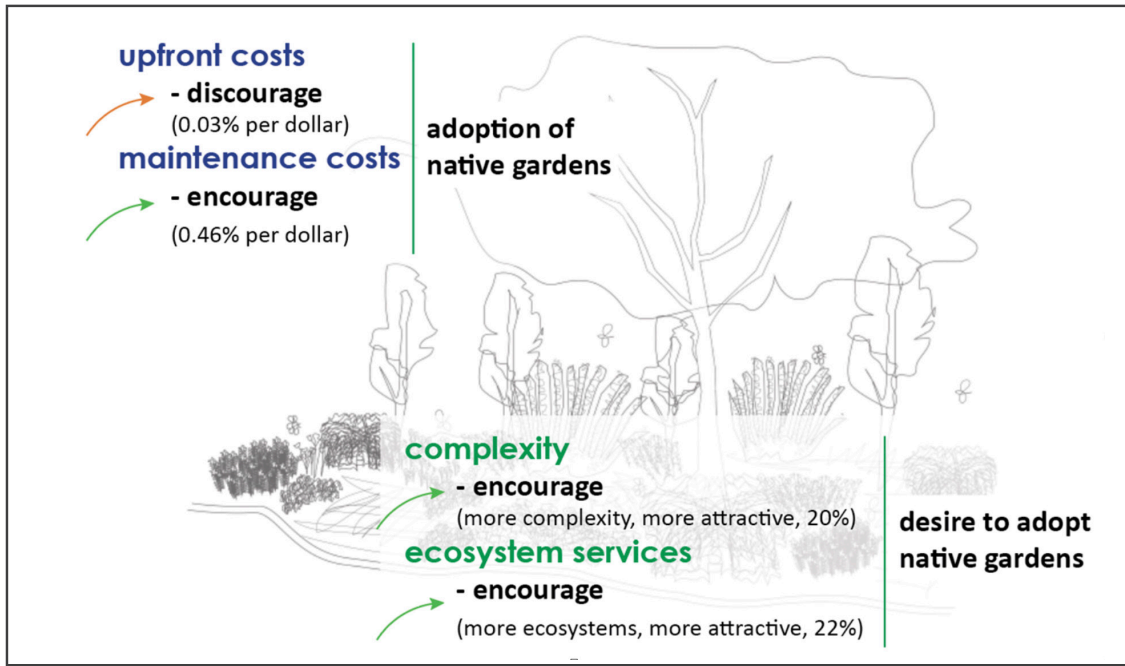 upfront costs
- discourage
(0.03% per dollar)
maintenance costs
- encourage
(0.46% per dollar)
adoption of
native gardens
complexity
- encourage
(more complexity, more attractive, 20%)
ecosystem services
- encourage
(more ecosystems, more attractive, 22%)
desire to adopt
native gardens